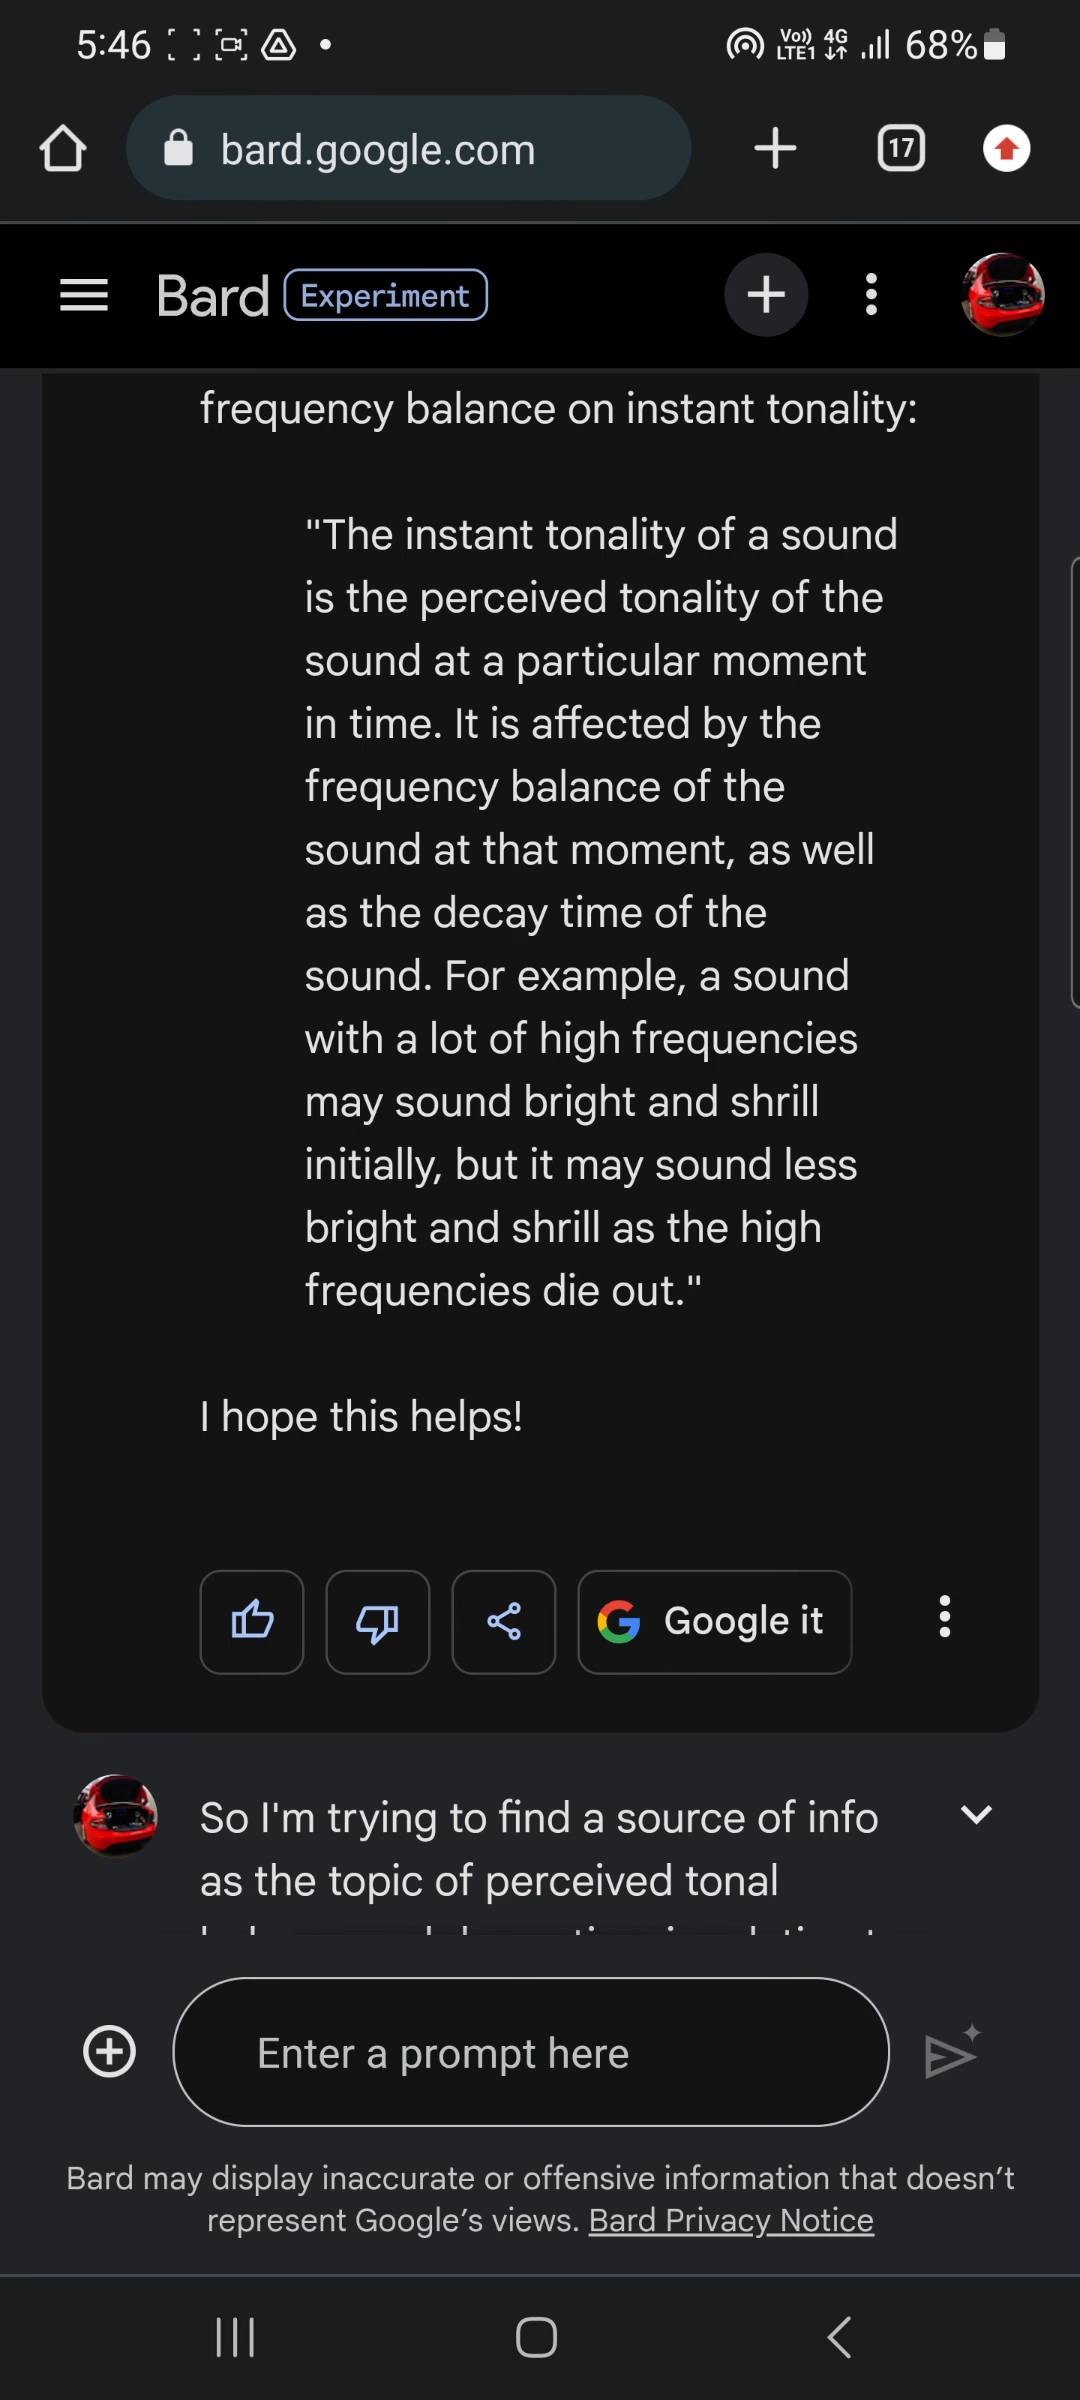 5:46
Vo)) LTE1 4G 68%
bard.google.com
17
Bard Experiment
frequency balance on instant tonality:
"The instant tonality of a sound
is the perceived tonality of the
sound at a particular moment
in time. It is affected by the
frequency balance of the
sound at that moment, as well
as the decay time of the
sound. For example, a sound
with a lot of high frequencies
may sound bright and shrill
initially, but it may sound less
bright and shrill as the high
frequencies die out."
I hope this helps!
Google it
So I'm trying to find a source of info
as the topic of perceived tonal
Enter a prompt here
Bard may display inaccurate or offensive information that doesn’t
represent Google’s views. Bard Privacy Notice